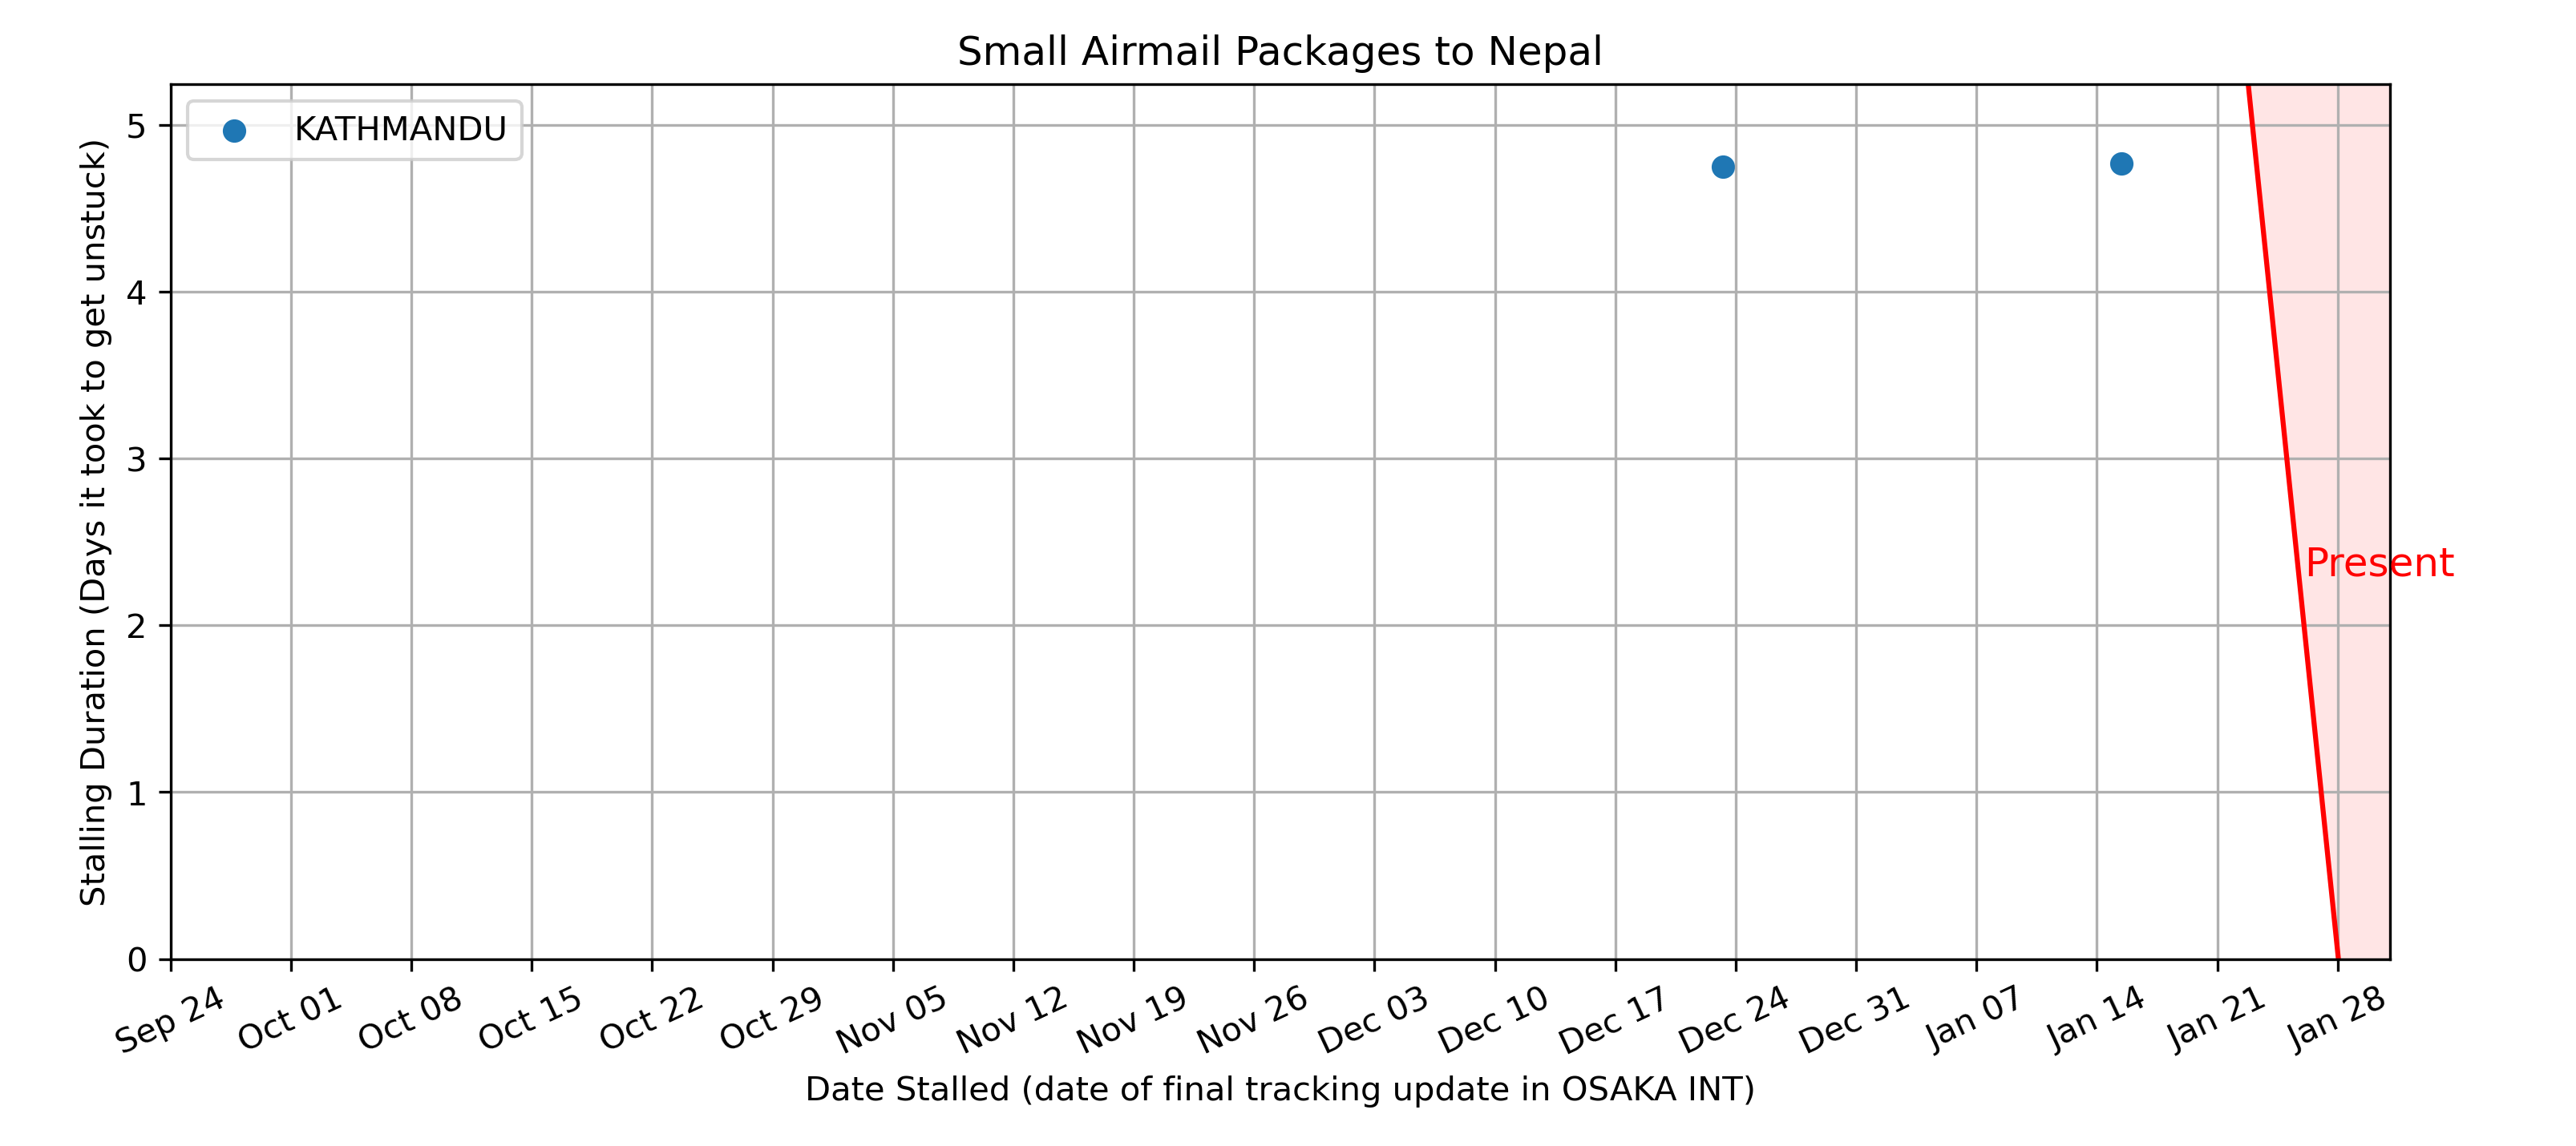 Small Airmail Packages to Nepal
KATHMANDU
Stalling Duration (Days it took to get unstuck)
5
4
3
2
1
0
Present
Sep 24
Oct 01
Oct 08
Oct 15
Oct 22
Oct 29
Nov 05
Nov 12
Nov 19
Nov 26
Dec 03
Dec 10
Dec 17
Dec 24
Dec 31
Jan 07
Jan 14
Jan 21
Jan 28
Date Stalled (date of final tracking update in OSAKA INT)